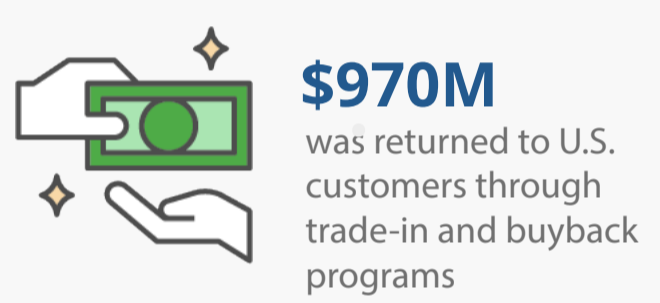 $970M
was returned to U.S.
customers through
trade-in and buyback
programs